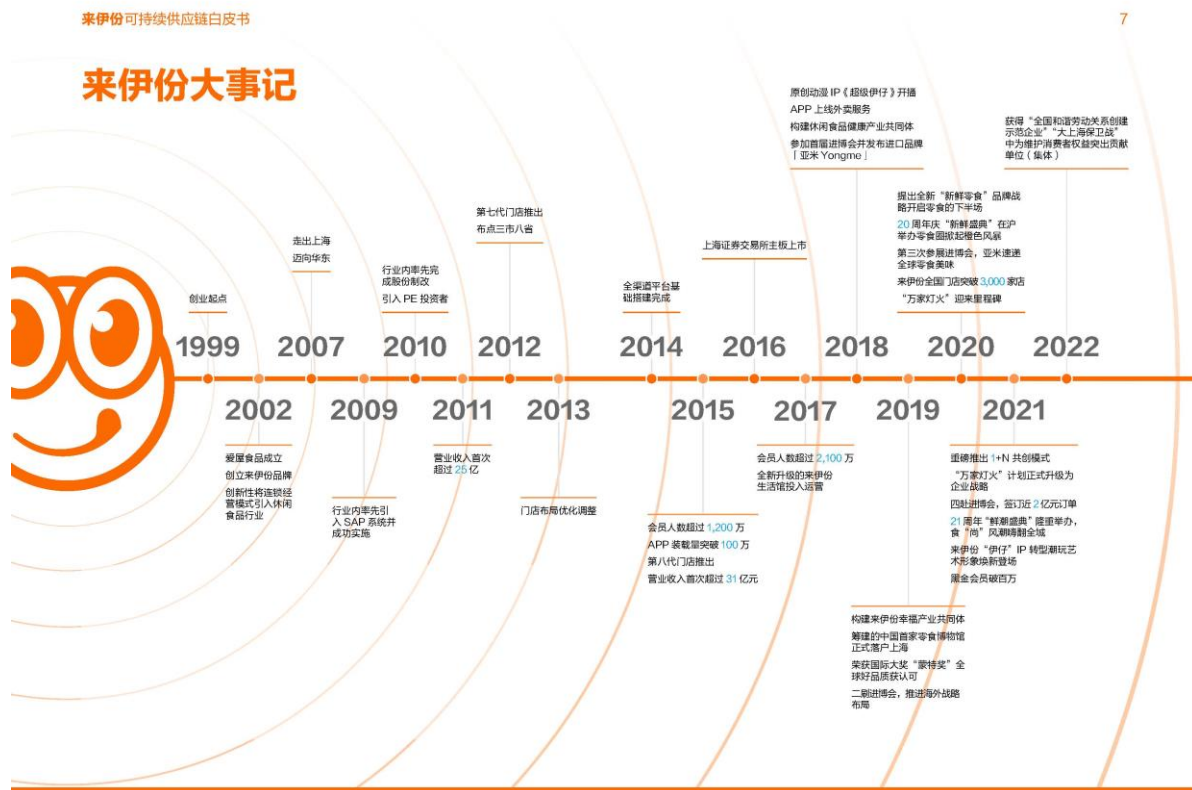 来伊份可持续供应链白皮书
7
来伊份大事记
1999
创业起点
2002
爱屋食品成立
创立来伊份品牌
创新性将连锁经
营模式引入休闲
食品行业
2007
走出上海
迈向华东
2009
行业内率先引
入 SAP 系统并
成功实施
2010
行业内率先完
成股份制改
引入 PE 投资者
2011
营业收入首次
超过 25 亿
2012
第七代门店推出
布点三市八省
2013
门店布局优化调整
2014
全渠道平台基
础搭建完成
2015
会员人数超过 1,200 万
APP 装载量突破 100 万
第八代门店推出
营业收入首次超过 31 亿元
2016
上海证券交易所主板上市
2017
会员人数超过 2,100 万
全新升级的来伊份
生活馆投入运营
2018
原创动漫 IP《超级伊仔》开播
APP 上线外卖服务
构建休闲食品健康产业共同体
参加首届进博会并发布进口品牌
「亚米 Yongme」
2019
构建来伊份幸福产业共同体
筹建的中国首家零食博物馆
正式落户上海
荣获国际大奖“蒙特奖”全
球好品质获认可
二刷进博会，推进海外战略
布局
2020
提出全新“新鲜零食”品牌战
略开启零食的下半场
20 周年庆“新鲜盛典”在沪
举办零食圈掀起橙色风暴
第三次参展进博会，亚米速递
全球零食美味
来伊份全国门店突破 3,000 家店
“万家灯火”迎来里程碑
2021
重磅推出 1+N 共创模式
“万家灯火”计划正式升级为
企业战略
四赴进博会，签订近 2 亿元订单
21 周年“鲜潮盛典”隆重举办，
食“尚”风潮嗨翻全域
来伊份“伊仔”IP 转型潮玩艺
术形象焕新登场
黑金会员破百万
2022
获得“全国和谐劳动关系创建
示范企业”“大上海保卫战”
中为维护消费者权益突出贡献
单位（集体）